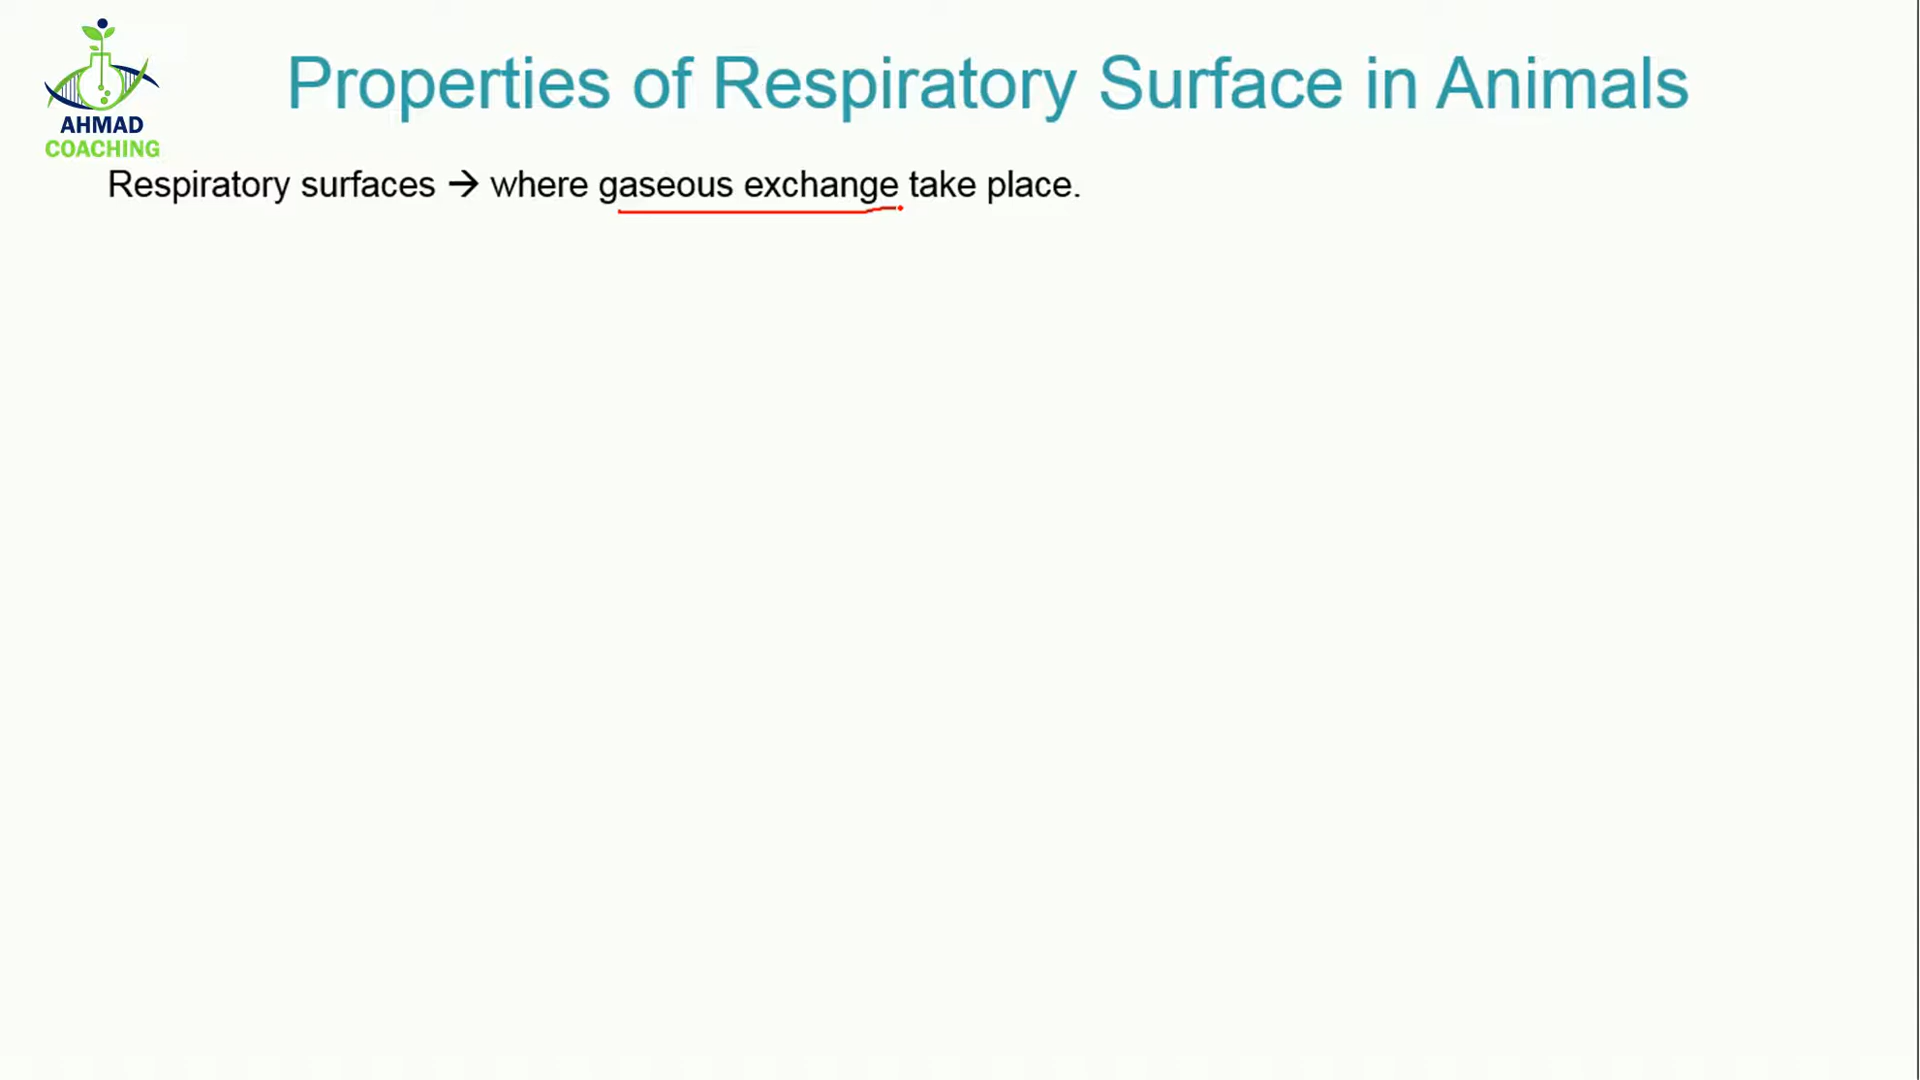 AHMAD
COACHING
Properties of Respiratory Surface in Animals
Respiratory surfaces → where gaseous exchange take place.